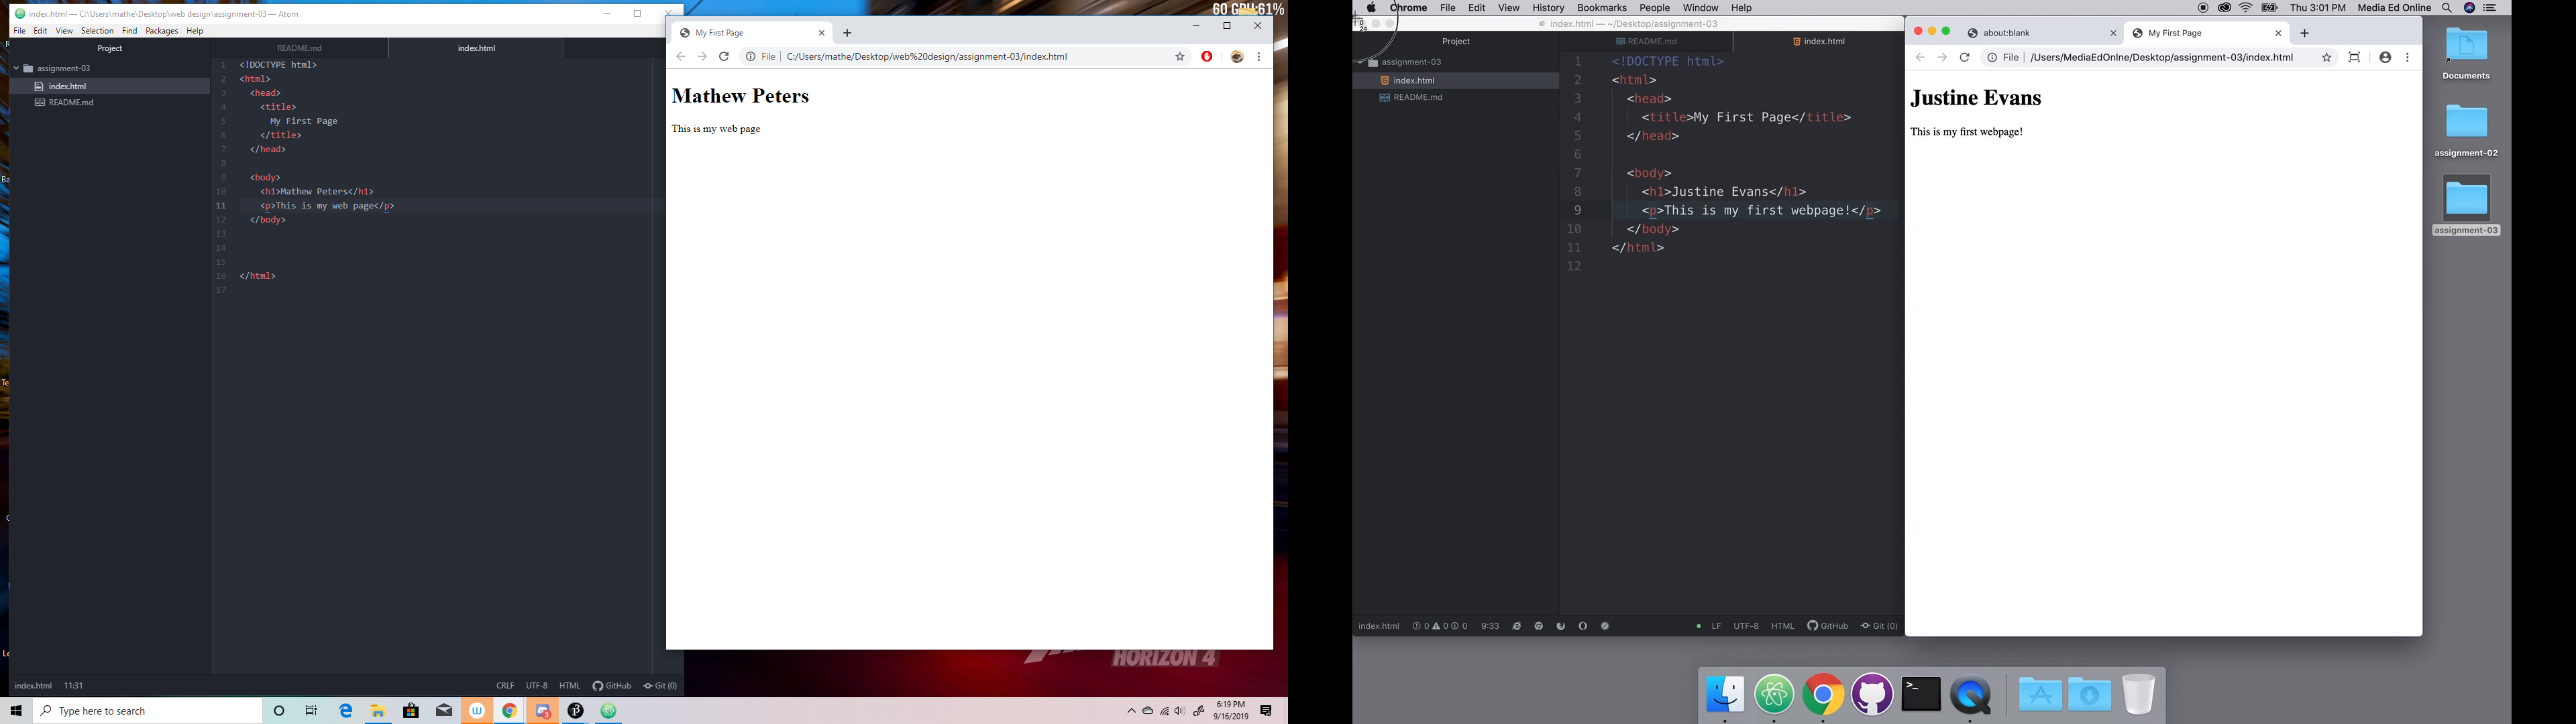 60 GPU:61%
index.html — C:\Users\mathe\Desktop\web design\assignment-03 — Atom
File Edit View Selection Find Packages Help
Project
README.md
index.html
assignment-03
index.html
README.md
1 <!DOCTYPE html>
2 <html>
3 <head>
4 <title>
5 My First Page
6 </title>
7 </head>
8
9 <body>
10 <h1>Mathew Peters</h1>
11 <p>This is my web page</p>
12 </body>
13
14
15
16 </html>
17
index.html 11:31
CRLF UTF-8 HTML GitHub Git (0)
My First Page
File C:/Users/mathe/Desktop/web%20design/assignment-03/index.html
Mathew Peters
This is my web page
HORIZON 4
Type here to search
6:19 PM
9/16/2019
Chrome File Edit View History Bookmarks People Window Help
Thu 3:01 PM Media Ed Online
0
24
index.html — ~/Desktop/assignment-03
Project
README.md
index.html
assignment-03
index.html
README.md
1 <!DOCTYPE html>
2 <html>
3 <head>
4 <title>My First Page</title>
5 </head>
6
7 <body>
8 <h1>Justine Evans</h1>
9 <p>This is my first webpage!</p>
10 </body>
11 </html>
12
index.html 0 0 0 9:33
LF UTF-8 HTML GitHub Git (0)
about:blank
My First Page
File /Users/MediaEdOnlne/Desktop/assignment-03/index.html
Justine Evans
This is my first webpage!
Documents
assignment-02
assignment-03